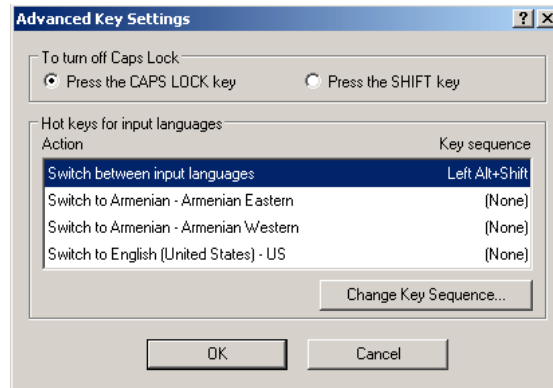 Advanced Key Settings
To turn off Caps Lock
Press the CAPS LOCK key Press the SHIFT key
Hot keys for input languages
Action Key sequence
Switch between input languages Left Alt+Shift
Switch to Armenian - Armenian Eastern (None)
Switch to Armenian - Armenian Western (None)
Switch to English (United States) - US (None)
Change Key Sequence...
OK Cancel